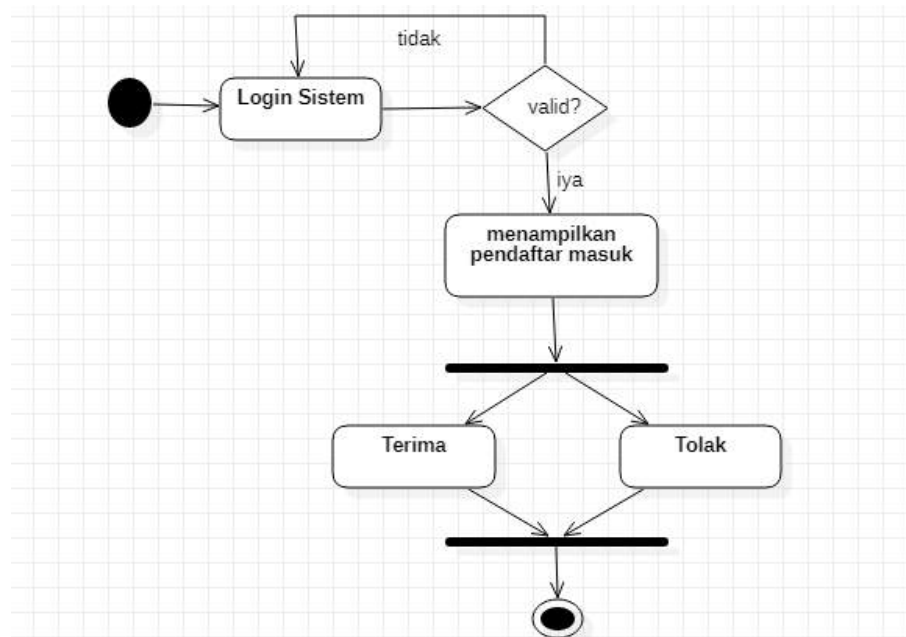 tidak
Login Sistem
valid?
iya
menampilkan
pendaftar masuk
Terima
Tolak